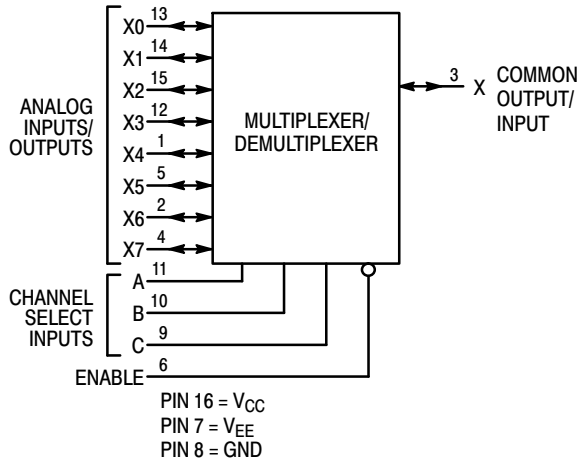 X0 13
X1 14
X2 15
X3 12
X4 1
X5 5
X6 2
X7 4
ANALOG
INPUTS/
OUTPUTS
MULTIPLEXER/
DEMULTIPLEXER
3 X COMMON
OUTPUT/
INPUT
A 11
B 10
C 9
CHANNEL
SELECT
INPUTS
ENABLE 6
PIN 16 = VCC
PIN 7 = VEE
PIN 8 = GND